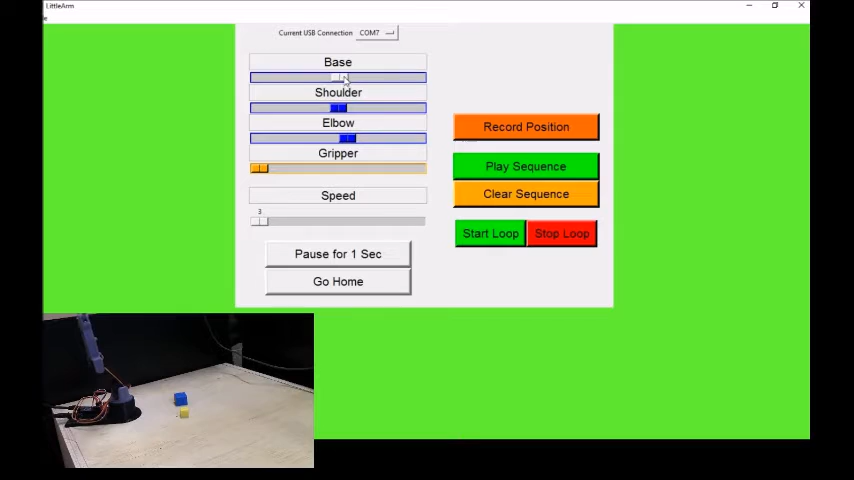 LittleArm
e
Current USB Connection COM7
Base
Shoulder
Elbow
Gripper
Speed
3
Pause for 1 Sec
Go Home
Record Position
Play Sequence
Clear Sequence
Start Loop Stop Loop